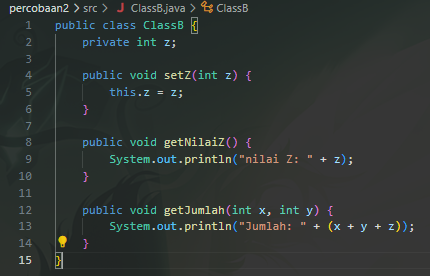 percobaan2 > src > J ClassB.java > ClassB
1 public class ClassB {
2     private int z;
3
4     public void setZ(int z) {
5         this.z = z;
6     }
7
8     public void getNilaiZ() {
9         System.out.println("nilai Z: " + z);
10     }
11
12     public void getJumlah(int x, int y) {
13         System.out.println("Jumlah: " + (x + y + z));
14     }
15 }